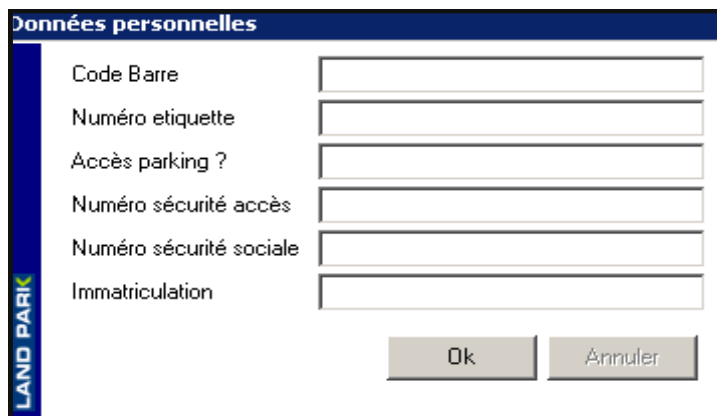 Données personnelles
Code Barre
Numéro etiquette
Accès parking ?
Numéro sécurité accès
Numéro sécurité sociale
Immatriculation
Ok
Annuler
LAND PARK